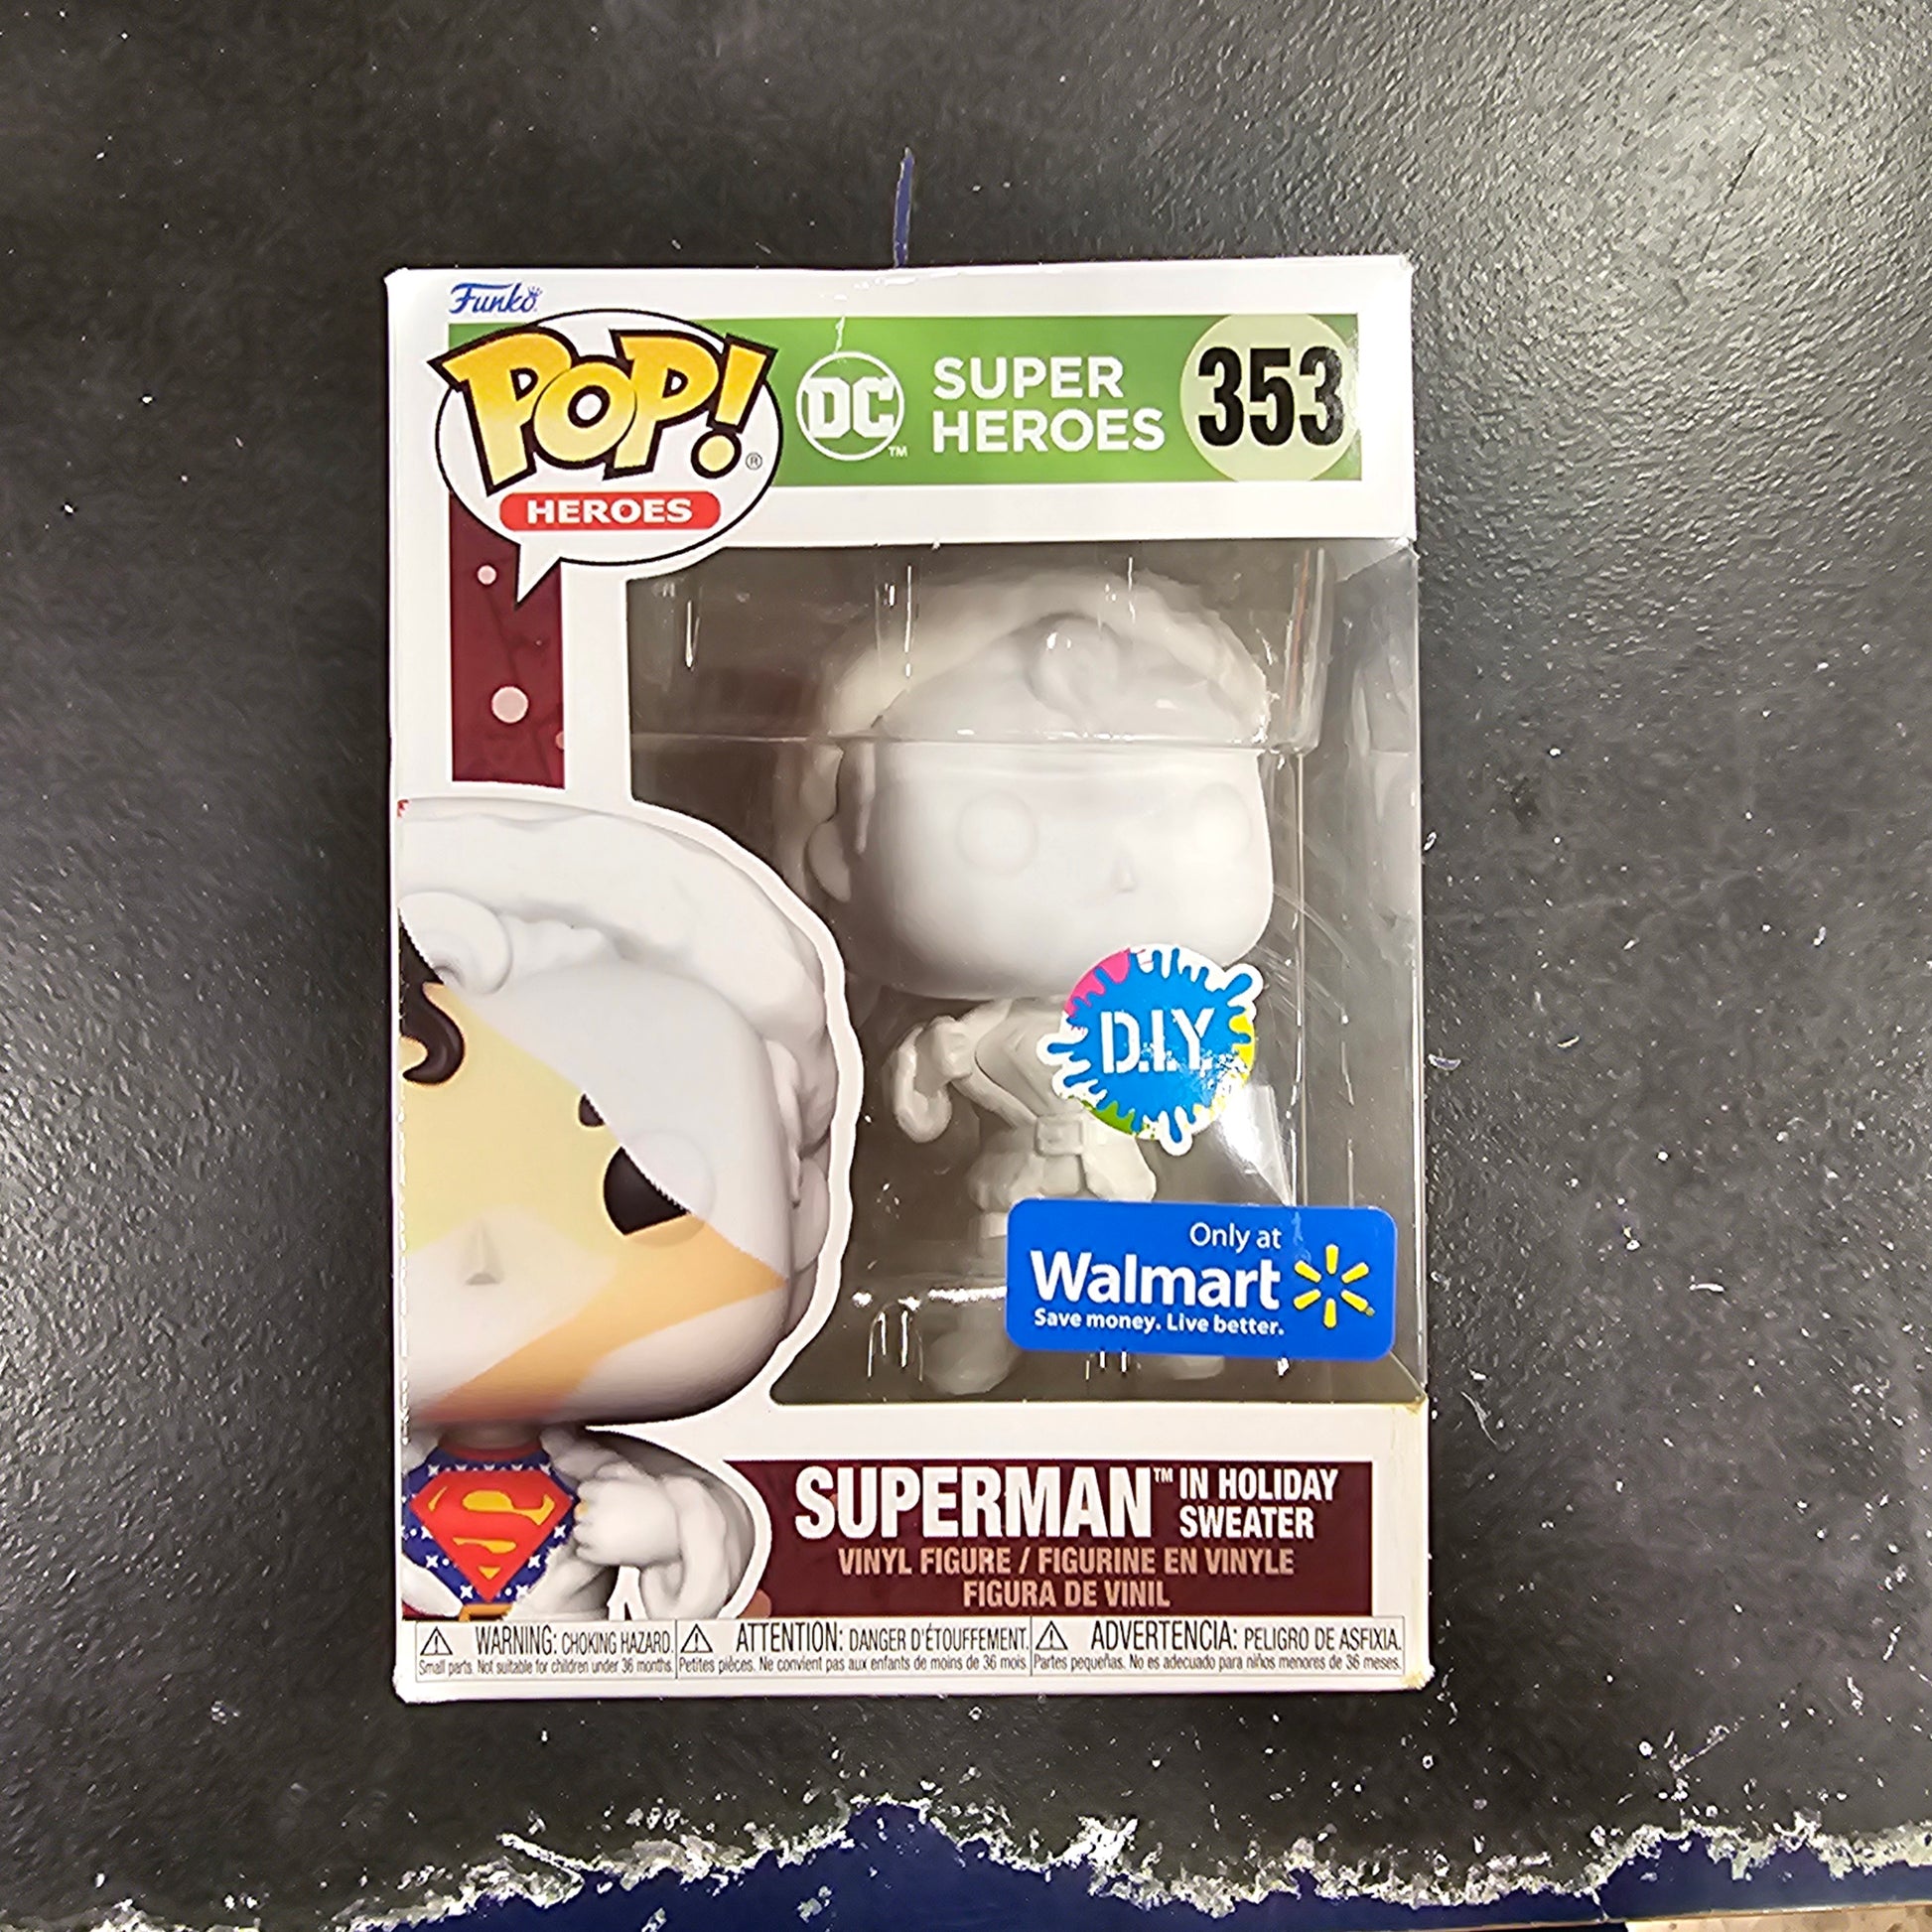 Funko
POP!®
HEROES
DC™
SUPER
HEROES
353
D.I.Y.
Only at
Walmart
Save money. Live better.
SUPERMAN™ IN HOLIDAY
SWEATER
VINYL FIGURE / FIGURINE EN VINYLE
FIGURA DE VINIL
WARNING: CHOKING HAZARD.
Small parts. Not suitable for children under 36 months.
ATTENTION: DANGER D'ÉTOUFFEMENT.
Petites pièces. Ne convient pas aux enfants de moins de 36 mois.
ADVERTENCIA: PELIGRO DE ASFIXIA.
Partes pequeñas. No es adecuado para niños menores de 36 meses.